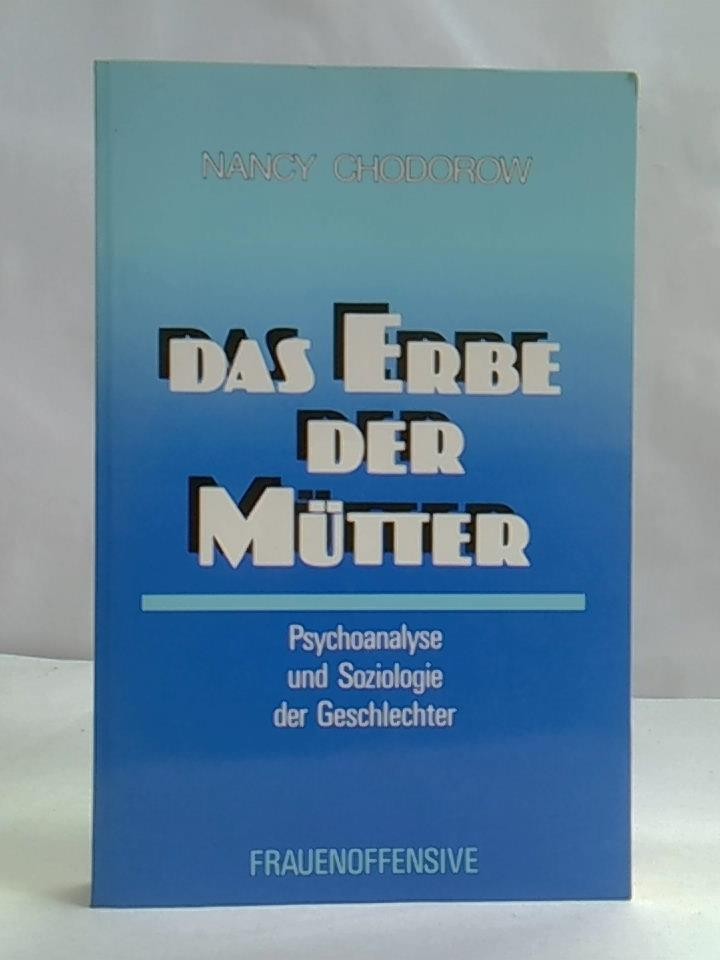 NANCY CHODOROW
DAS ERBE
DER
MÜTTER
Psychoanalyse
und Soziologie
der Geschlechter
FRAUENOFFENSIVE